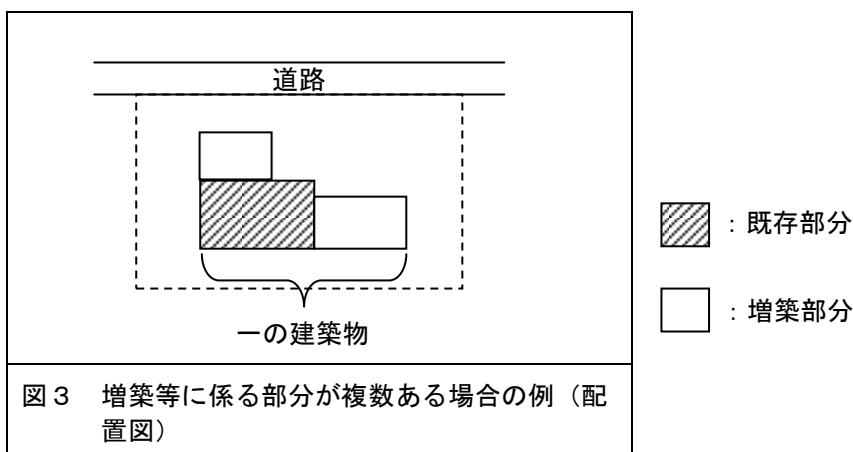 道路
一の建築物
：既存部分
：増築部分
図３　増築等に係る部分が複数ある場合の例（配
置図）